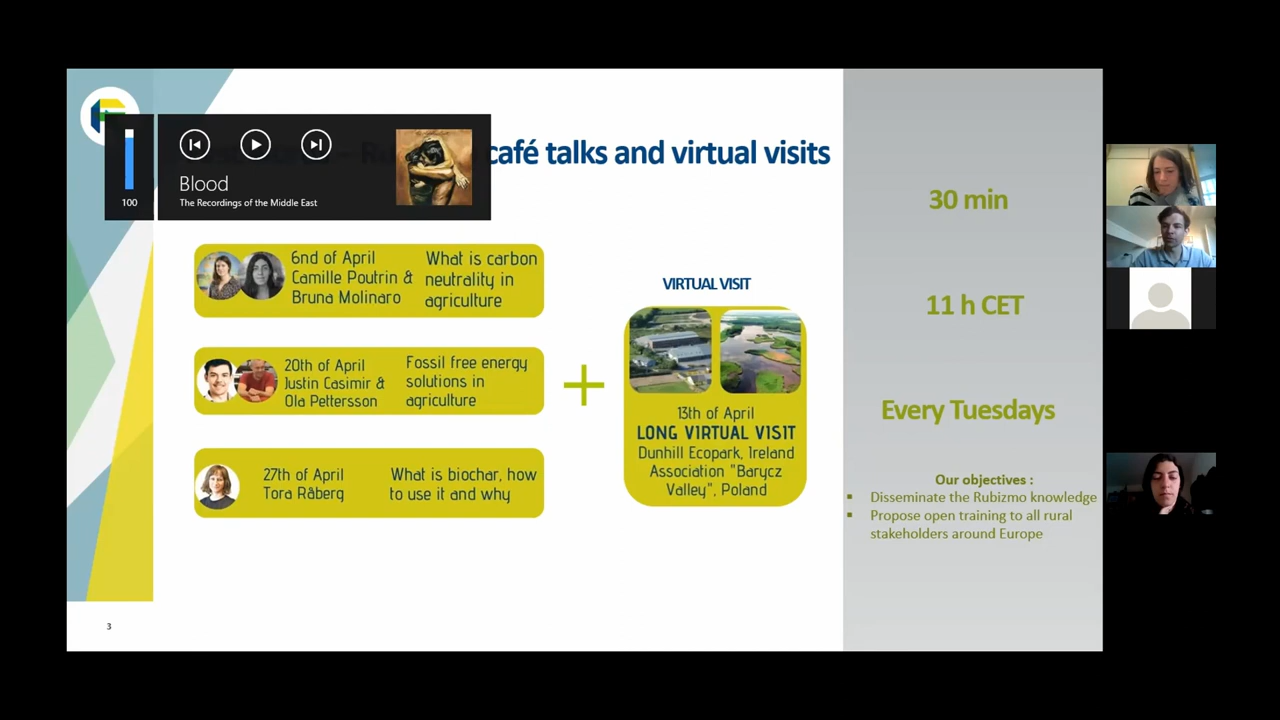 café talks and virtual visits
100
Blood
The Recordings of the Middle East
6nd of April
Camille Poutrin &
Bruna Molinaro
What is carbon
neutrality in
agriculture
20th of April
Justin Casimir &
Ola Pettersson
Fossil free energy
solutions in
agriculture
27th of April
Tora Råberg
What is biochar, how
to use it and why
VIRTUAL VISIT
13th of April
LONG VIRTUAL VISIT
Dunhill Ecopark, Ireland
Association "Barycz
Valley", Poland
30 min
11 h CET
Every Tuesdays
Our objectives :
▪ Disseminate the Rubizmo knowledge
▪ Propose open training to all rural
stakeholders around Europe
3